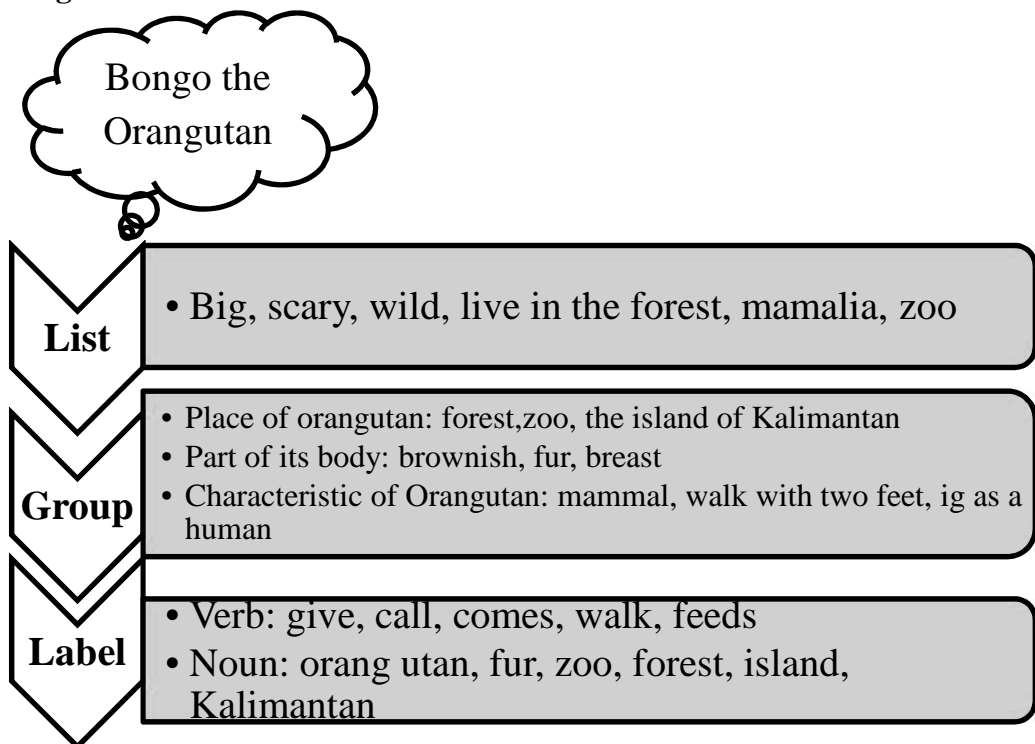 Bongo the
Orangutan
List
• Big, scary, wild, live in the forest, mamalia, zoo
Group
• Place of orangutan: forest,zoo, the island of Kalimantan
• Part of its body: brownish, fur, breast
• Characteristic of Orangutan: mammal, walk with two feet, ig as a
human
Label
• Verb: give, call, comes, walk, feeds
• Noun: orang utan, fur, zoo, forest, island,
Kalimantan